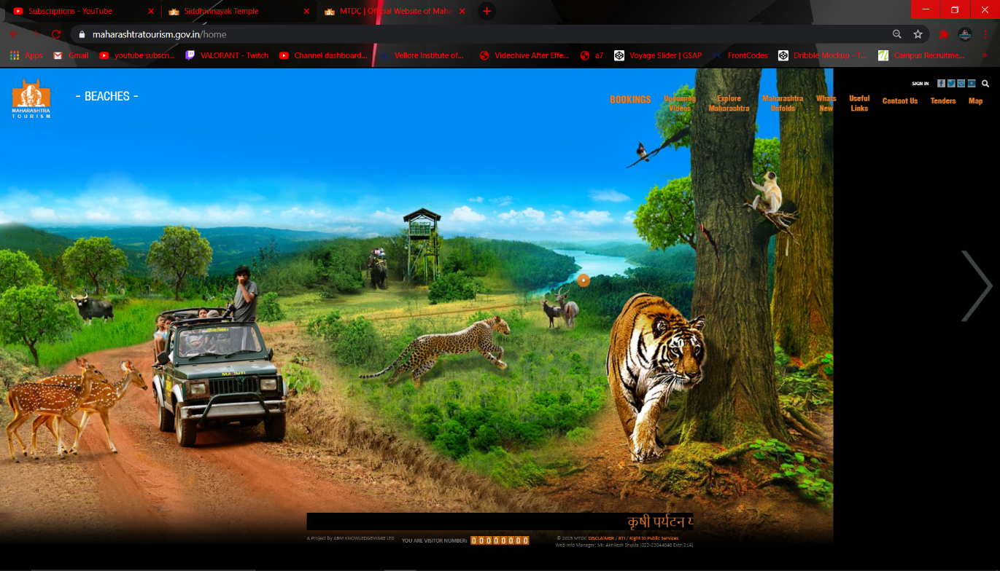 Subscriptions - YouTube
Siddhivinayak Temple
MTDC | Official Website of Maha
maharashtratourism.gov.in/home
Apps
Gmail
youtube subscri...
VALORANT - Twitch
Channel dashboard...
Vellore Institute of...
Videohive After Effe...
a7
Voyage Slider | GSAP
FrontCodes
Dribble Mockup - T...
Campus Recruitme...
MAHARASHTRA
TOURISM
- BEACHES -
SIGN IN
BOOKINGS
Upcoming
Videos
Explore
Maharashtra
Maharashtra
Unfolds
Whats
New
Useful
Links
Contact Us
Tenders
Map
MARUTI
कृषी पर्यटन य
A Project by ABM KNOWLEDGEWARE LTD
YOU ARE VISITOR NUMBER:
00000000
© 2015 MTDC DISCLAIMER / RTI / Right to Public Services
Web Info Manager: Mr. Akhilesh Shukla (022-22044040 Extn 214)